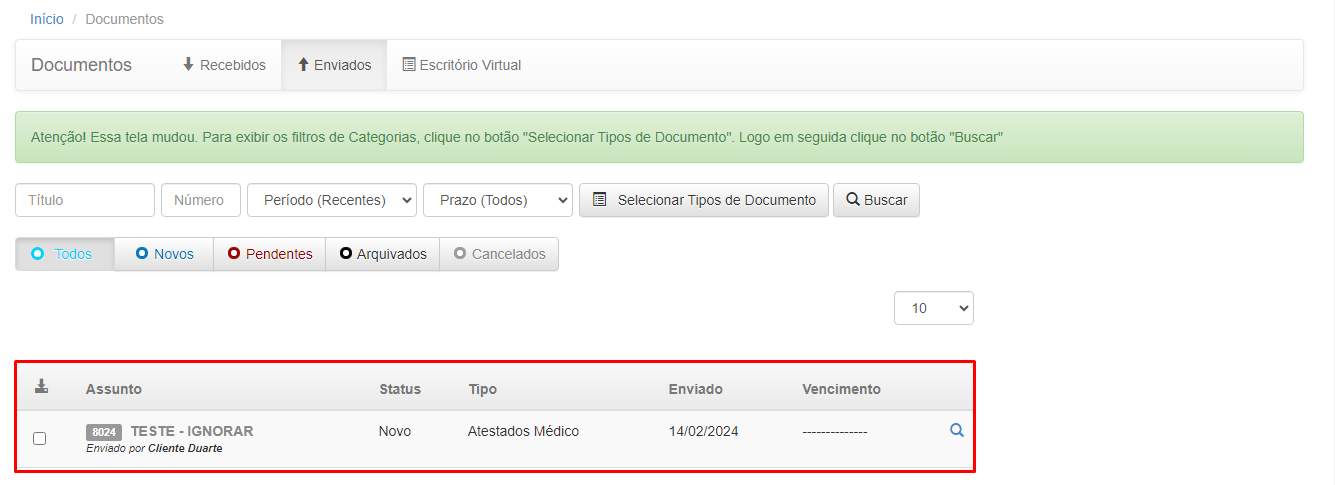 Início / Documentos
Documentos Recebidos Enviados Escritório Virtual
Atenção! Essa tela mudou. Para exibir os filtros de Categorias, clique no botão "Selecionar Tipos de Documento". Logo em seguida clique no botão "Buscar"
Título Número Período (Recentes) Prazo (Todos) Selecionar Tipos de Documento Buscar
Todos Novos Pendentes Arquivados Cancelados
10
Assunto Status Tipo Enviado Vencimento
8024 TESTE - IGNORAR Novo Atestados Médico 14/02/2024 --------------
Enviado por Cliente Duarte